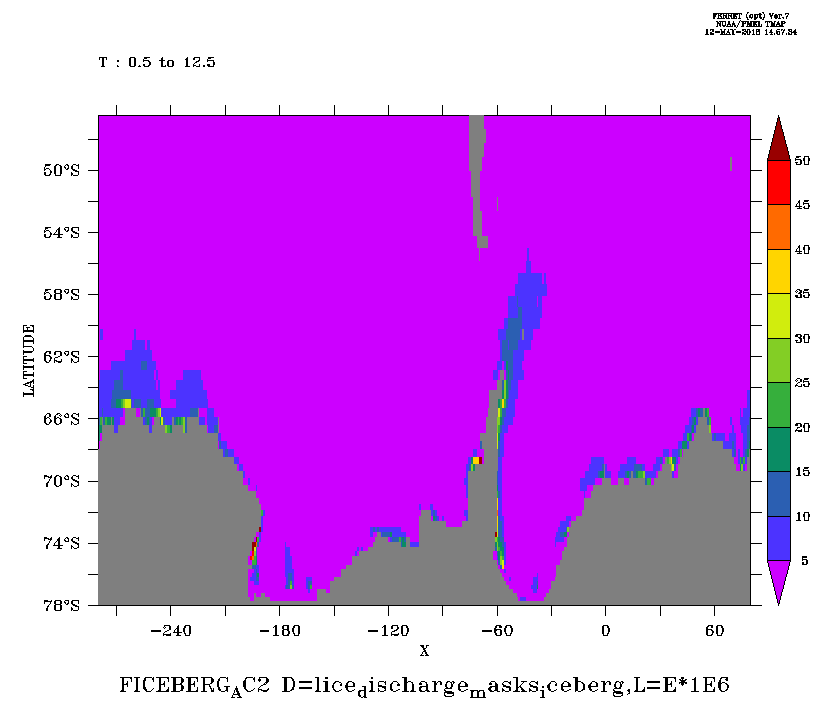 FERRET (opt) Ver.7
NOAA/PMEL TMAP
12-MAY-2018 14:57:34
T : 0.5 to 12.5
50°S
54°S
58°S
62°S
66°S
70°S
74°S
78°S
LATITUDE
-240 -180 -120 -60 0 60
X
50
45
40
35
30
25
20
15
10
5
FICEBERG_AC2 D=lice_discharge_masks_iceberg,L=E*1E6